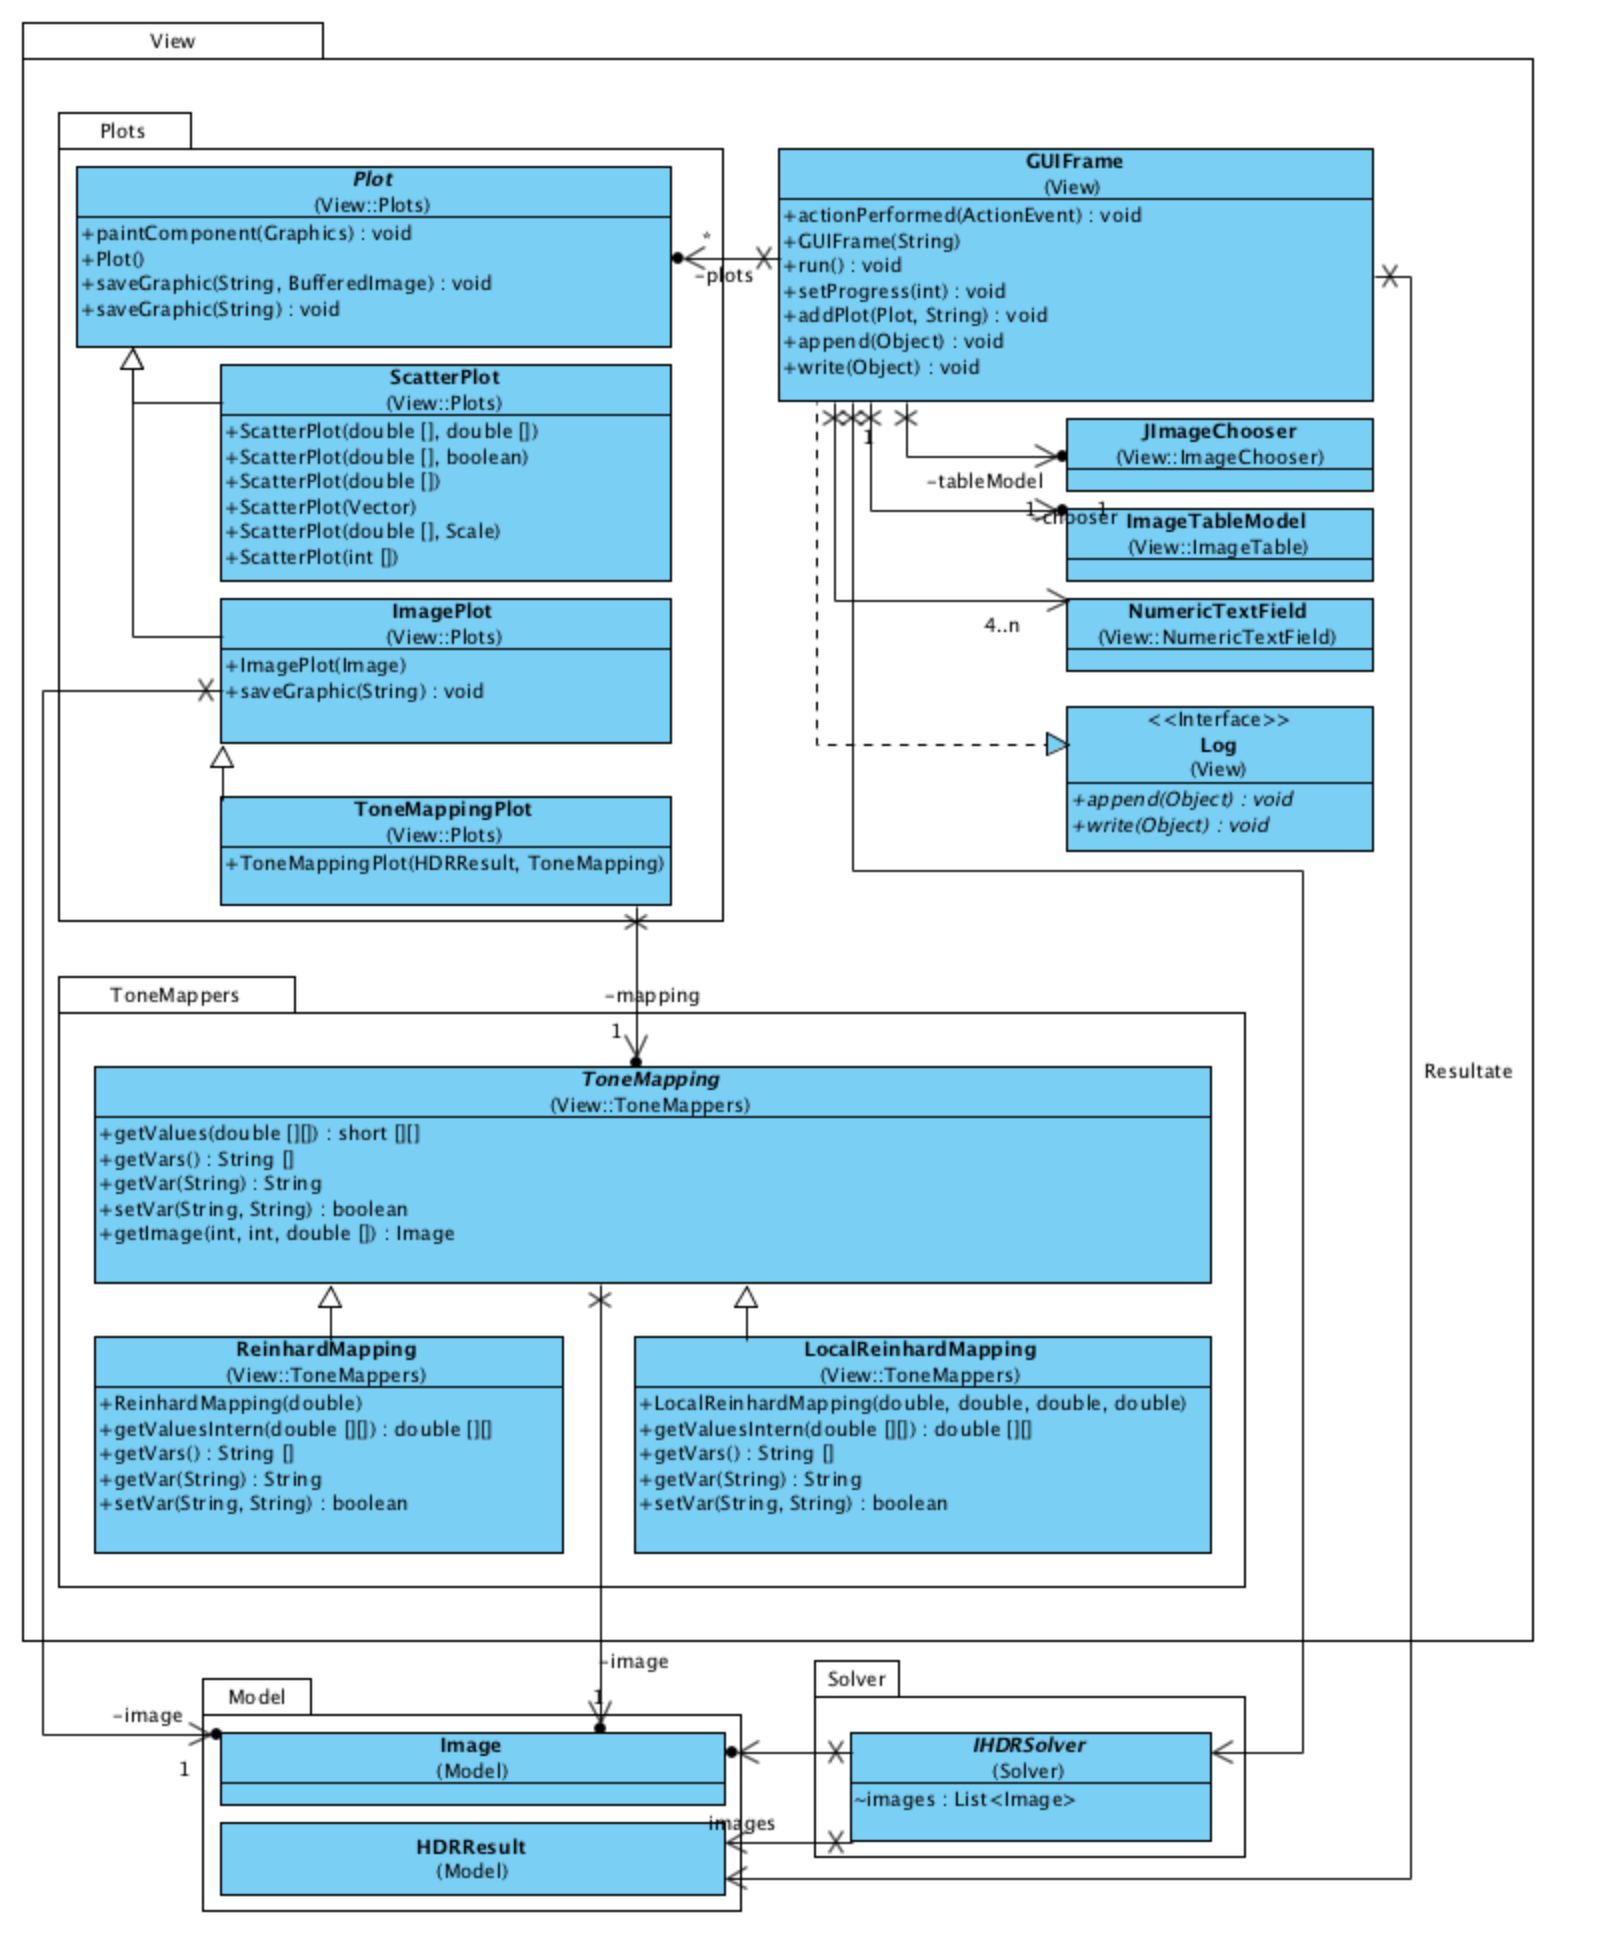 View
Plots
Plot
(View::Plots)
+paintComponent(Graphics) : void
+Plot()
+saveGraphic(String, BufferedImage) : void
+saveGraphic(String) : void
*
-plots
GUIFrame
(View)
+actionPerformed(ActionEvent) : void
+GUIFrame(String)
+run() : void
+setProgress(int) : void
+addPlot(Plot, String) : void
+append(Object) : void
+write(Object) : void
ScatterPlot
(View::Plots)
+ScatterPlot(double [], double [])
+ScatterPlot(double [], boolean)
+ScatterPlot(double [])
+ScatterPlot(Vector)
+ScatterPlot(double [], Scale)
+ScatterPlot(int [])
1
JImageChooser
(View::ImageChooser)
-tableModel
1
1
-chooser
ImageTableModel
(View::ImageTable)
4..n
NumericTextField
(View::NumericTextField)
ImagePlot
(View::Plots)
+ImagePlot(Image)
+saveGraphic(String) : void
<<Interface>>
Log
(View)
+append(Object) : void
+write(Object) : void
ToneMappingPlot
(View::Plots)
+ToneMappingPlot(HDRResult, ToneMapping)
ToneMappers
-mapping
1
Resultate
ToneMapping
(View::ToneMappers)
+getValues(double [][]) : short [][]
+getVars() : String []
+getVar(String) : String
+setVar(String, String) : boolean
+getImage(int, int, double []) : Image
ReinhardMapping
(View::ToneMappers)
+ReinhardMapping(double)
+getValuesIntern(double [][]) : double [][]
+getVars() : String []
+getVar(String) : String
+setVar(String, String) : boolean
LocalReinhardMapping
(View::ToneMappers)
+LocalReinhardMapping(double, double, double, double)
+getValuesIntern(double [][]) : double [][]
+getVars() : String []
+getVar(String) : String
+setVar(String, String) : boolean
-image
1
-image
1
Model
Image
(Model)
images
HDRResult
(Model)
Solver
IHDRSolver
(Solver)
~images : List<Image>